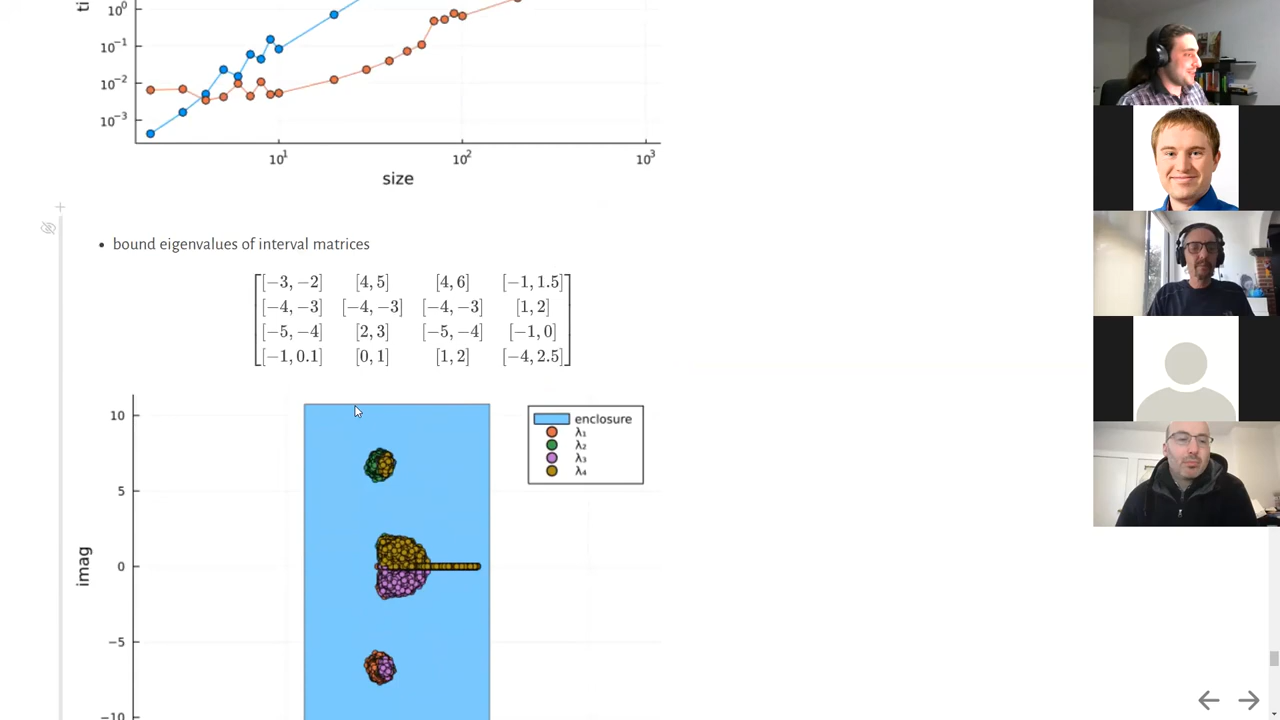 ti
10⁰
10⁻¹
10⁻²
10⁻³
10¹ 10² 10³
size
+
• bound eigenvalues of interval matrices
[−3, −2] [4, 5] [4, 6] [−1, 1.5]
[−4, −3] [−4, −3] [−4, −3] [1, 2]
[−5, −4] [2, 3] [−5, −4] [−1, 0]
[−1, 0.1] [0, 1] [1, 2] [−4, 2.5]
10
5
0
−5
−10
imag
enclosure
λ₁
λ₂
λ₃
λ₄